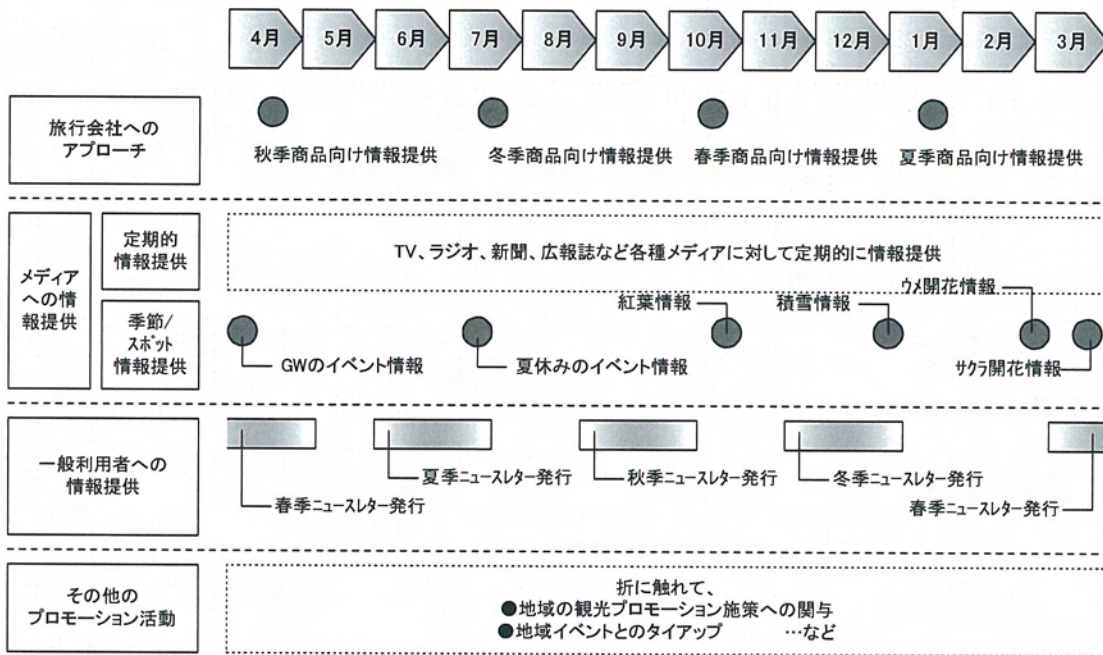 4月 5月 6月 7月 8月 9月 10月 11月 12月 1月 2月 3月
旅行会社への
アプローチ
秋季商品向け情報提供 冬季商品向け情報提供 春季商品向け情報提供 夏季商品向け情報提供
メディア
への情
報提供
定期的
情報提供
TV、ラジオ、新聞、広報誌など各種メディアに対して定期的に情報提供
季節/
スポット
情報提供
GWのイベント情報
夏休みのイベント情報
紅葉情報
積雪情報
ウメ開花情報
サクラ開花情報
一般利用者への
情報提供
春季ニュースレター発行
夏季ニュースレター発行
秋季ニュースレター発行
冬季ニュースレター発行
春季ニュースレター発行
その他の
プロモーション活動
折に触れて、
●地域の観光プロモーション施策への関与
●地域イベントとのタイアップ …など